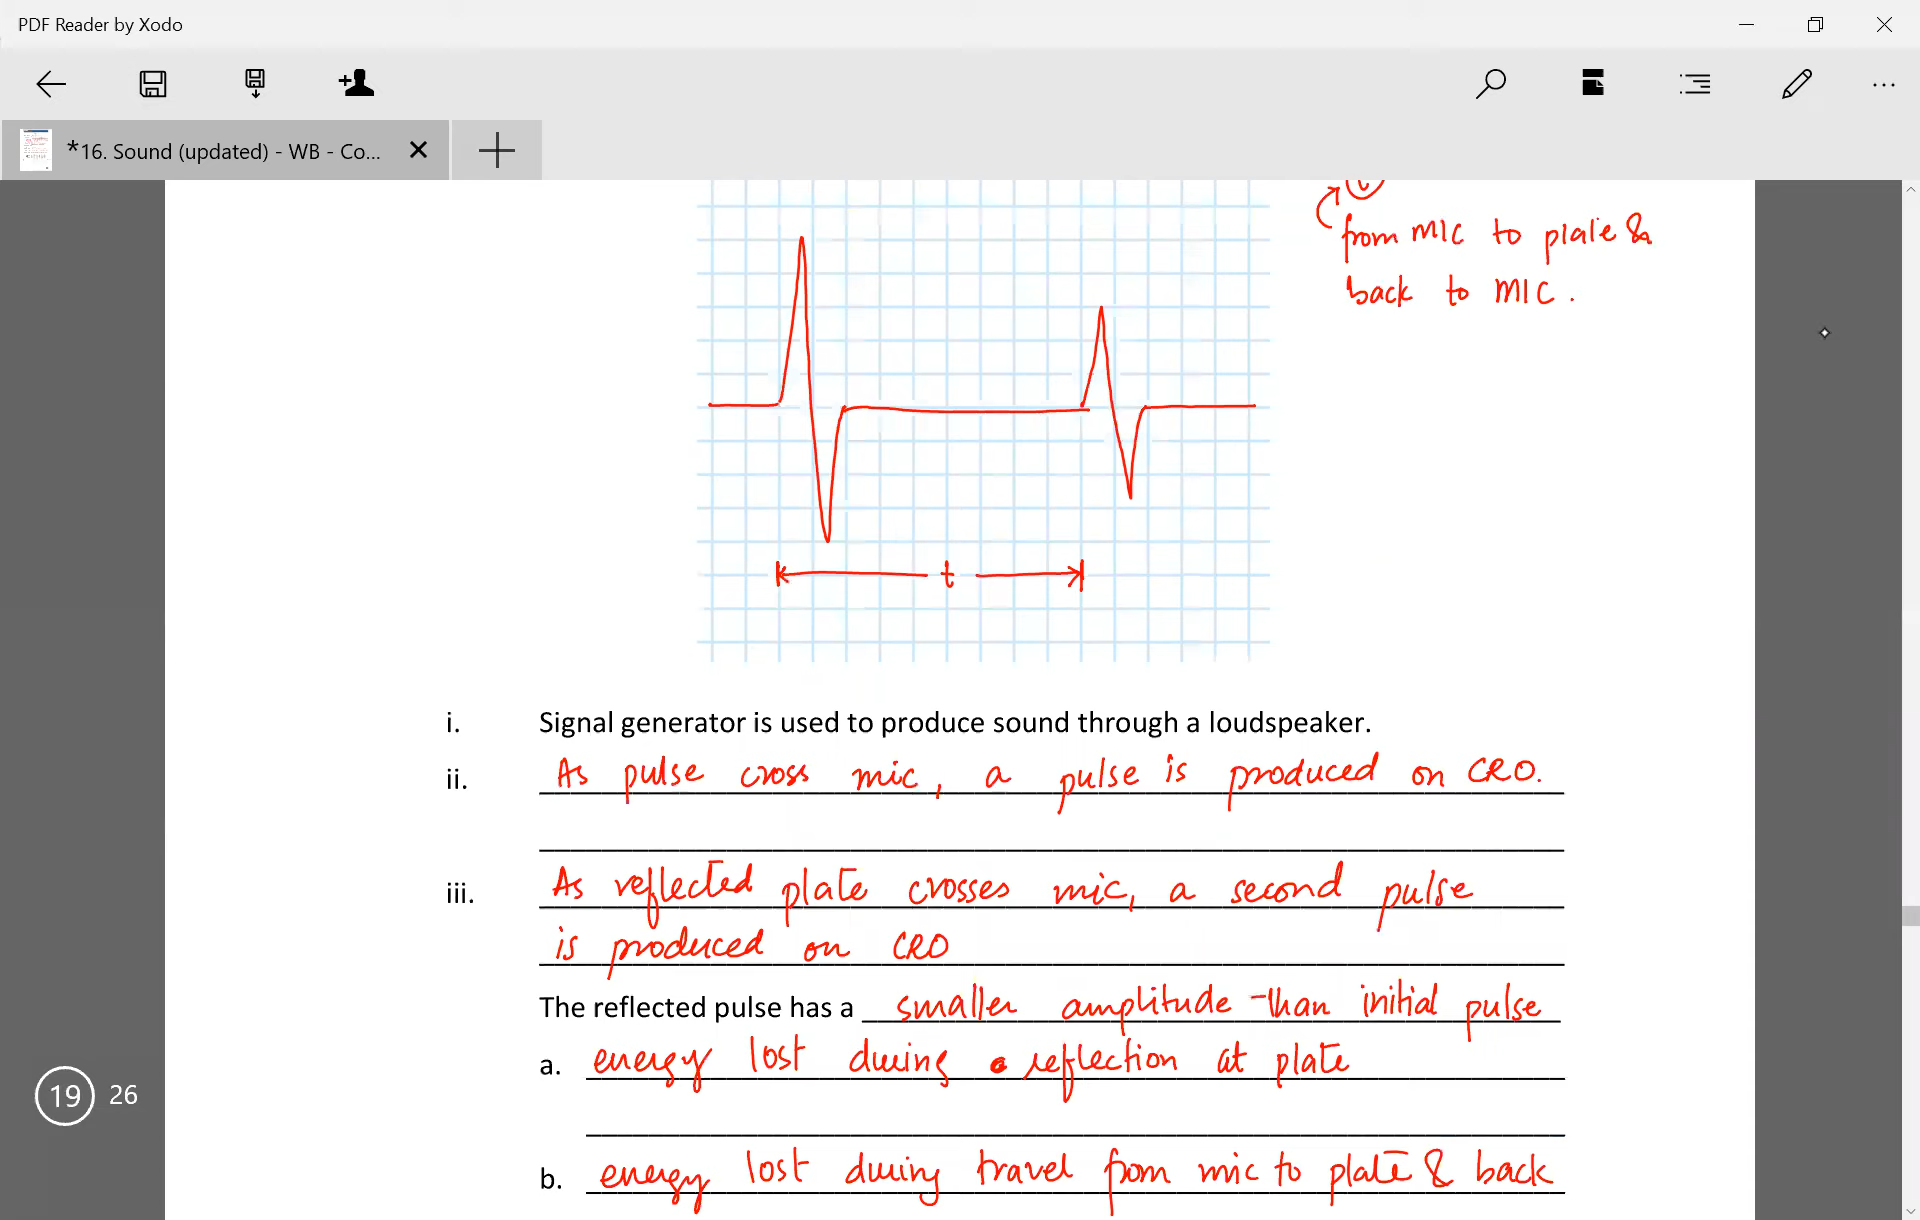 PDF Reader by Xodo
*16. Sound (updated) - WB - Co...
from MIC to plate &
back to MIC.
t
i. Signal generator is used to produce sound through a loudspeaker.
ii. As pulse cross mic, a pulse is produced on CRO.
iii. As reflected plate crosses mic, a second pulse
is produced on CRO
The reflected pulse has a smaller amplitude than initial pulse
a. energy lost during reflection at plate
19 26
b. energy lost during travel from mic to plate & back